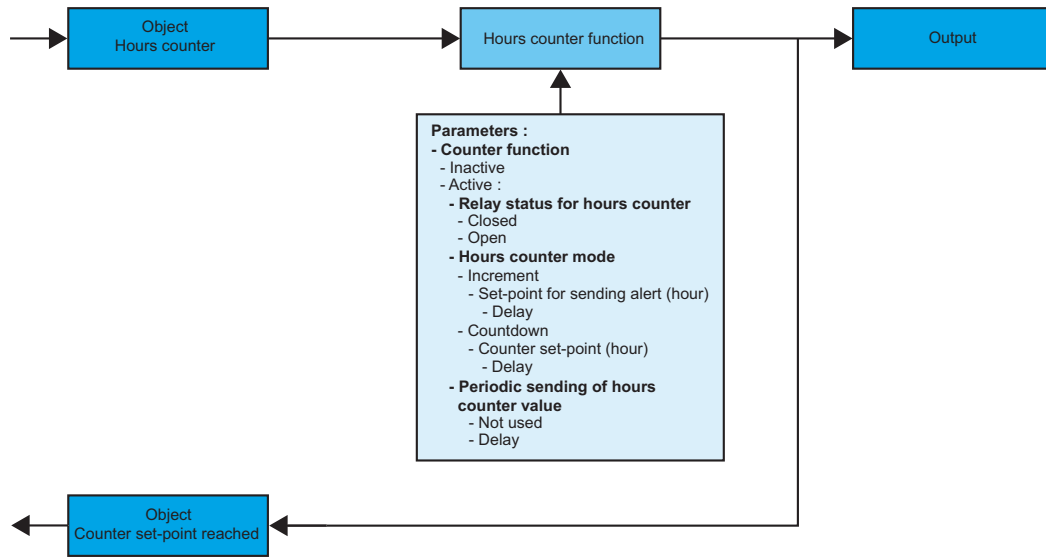 Object
Hours counter
Hours counter function
Output
Parameters :
- Counter function
- Inactive
- Active :
- Relay status for hours counter
- Closed
- Open
- Hours counter mode
- Increment
- Set-point for sending alert (hour)
- Delay
- Countdown
- Counter set-point (hour)
- Delay
- Periodic sending of hours
counter value
- Not used
- Delay
Object
Counter set-point reached